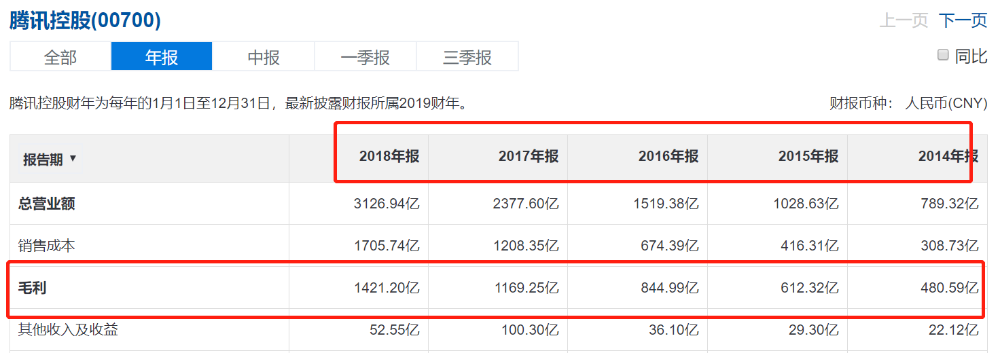 腾讯控股(00700) 上一页 下一页
全部 年报 中报 一季报 三季报 同比
腾讯控股财年为每年的1月1日至12月31日，最新披露财报所属2019财年。 财报币种： 人民币(CNY)
报告期 ▼ 2018年报 2017年报 2016年报 2015年报 2014年报
总营业额 3126.94亿 2377.60亿 1519.38亿 1028.63亿 789.32亿
销售成本 1705.74亿 1208.35亿 674.39亿 416.31亿 308.73亿
毛利 1421.20亿 1169.25亿 844.99亿 612.32亿 480.59亿
其他收入及收益 52.55亿 100.30亿 36.10亿 29.30亿 22.12亿